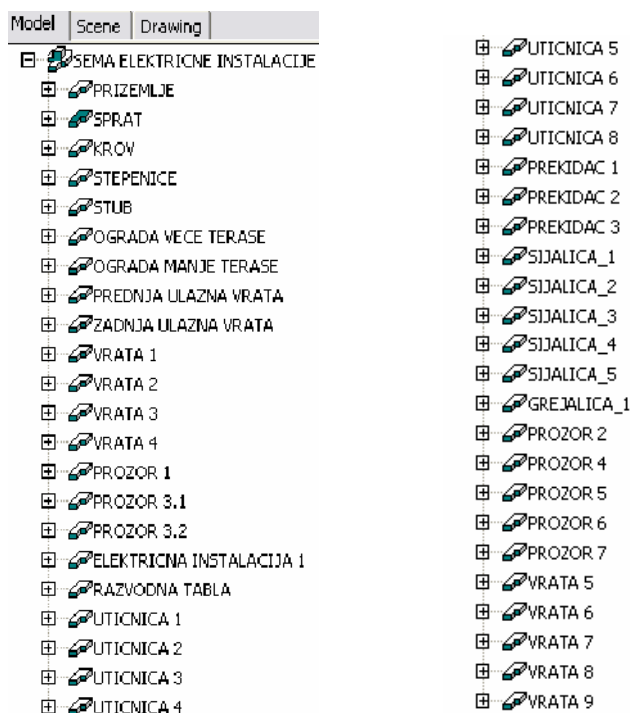 Model Scene Drawing
SEMA ELEKTRICNE INSTALACIJE
PRIZEMLJE
SPRAT
KROV
STEPENICE
STUB
OGRADA VECE TERASE
OGRADA MANJE TERASE
PREDNJA ULAZNA VRATA
ZADNJA ULAZNA VRATA
VRATA 1
VRATA 2
VRATA 3
VRATA 4
PROZOR 1
PROZOR 3.1
PROZOR 3.2
ELEKTRICNA INSTALACIJA 1
RAZVODNA TABLA
UTICNICA 1
UTICNICA 2
UTICNICA 3
UTICNICA 4
UTICNICA 5
UTICNICA 6
UTICNICA 7
UTICNICA 8
PREKIDAC 1
PREKIDAC 2
PREKIDAC 3
SIJALICA_1
SIJALICA_2
SIJALICA_3
SIJALICA_4
SIJALICA_5
GREJALICA_1
PROZOR 2
PROZOR 4
PROZOR 5
PROZOR 6
PROZOR 7
VRATA 5
VRATA 6
VRATA 7
VRATA 8
VRATA 9